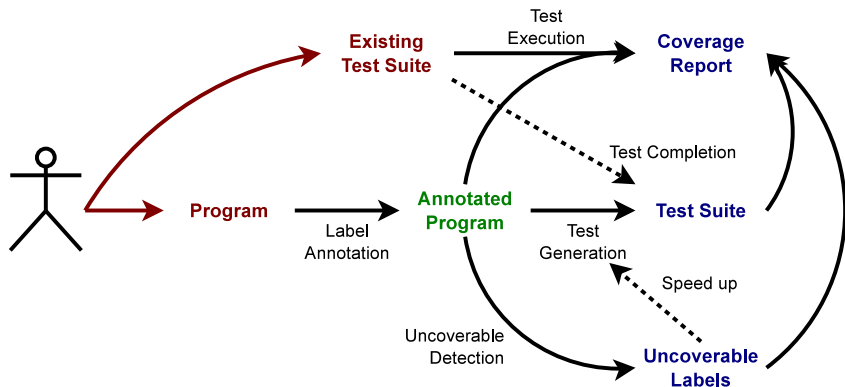 Test
Execution
Existing
Test Suite
Coverage
Report
Test Completion
Program
Label
Annotation
Annotated
Program
Test
Generation
Test Suite
Speed up
Uncoverable
Detection
Uncoverable
Labels